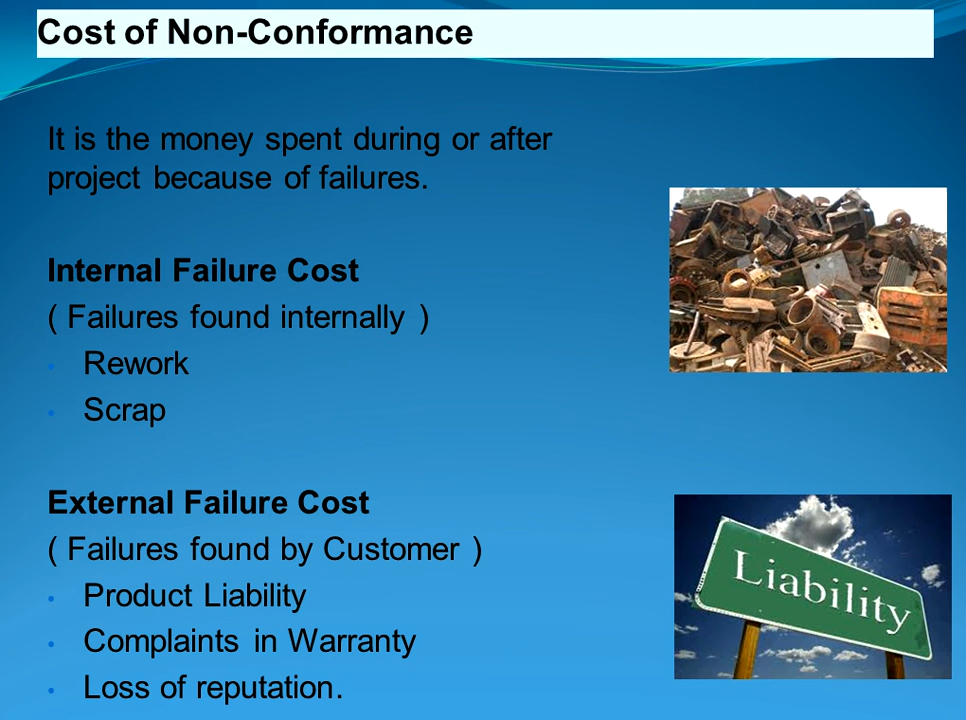 Cost of Non-Conformance
It is the money spent during or after
project because of failures.
Internal Failure Cost
( Failures found internally )
• Rework
• Scrap
External Failure Cost
( Failures found by Customer )
• Product Liability
• Complaints in Warranty
• Loss of reputation.
Liability